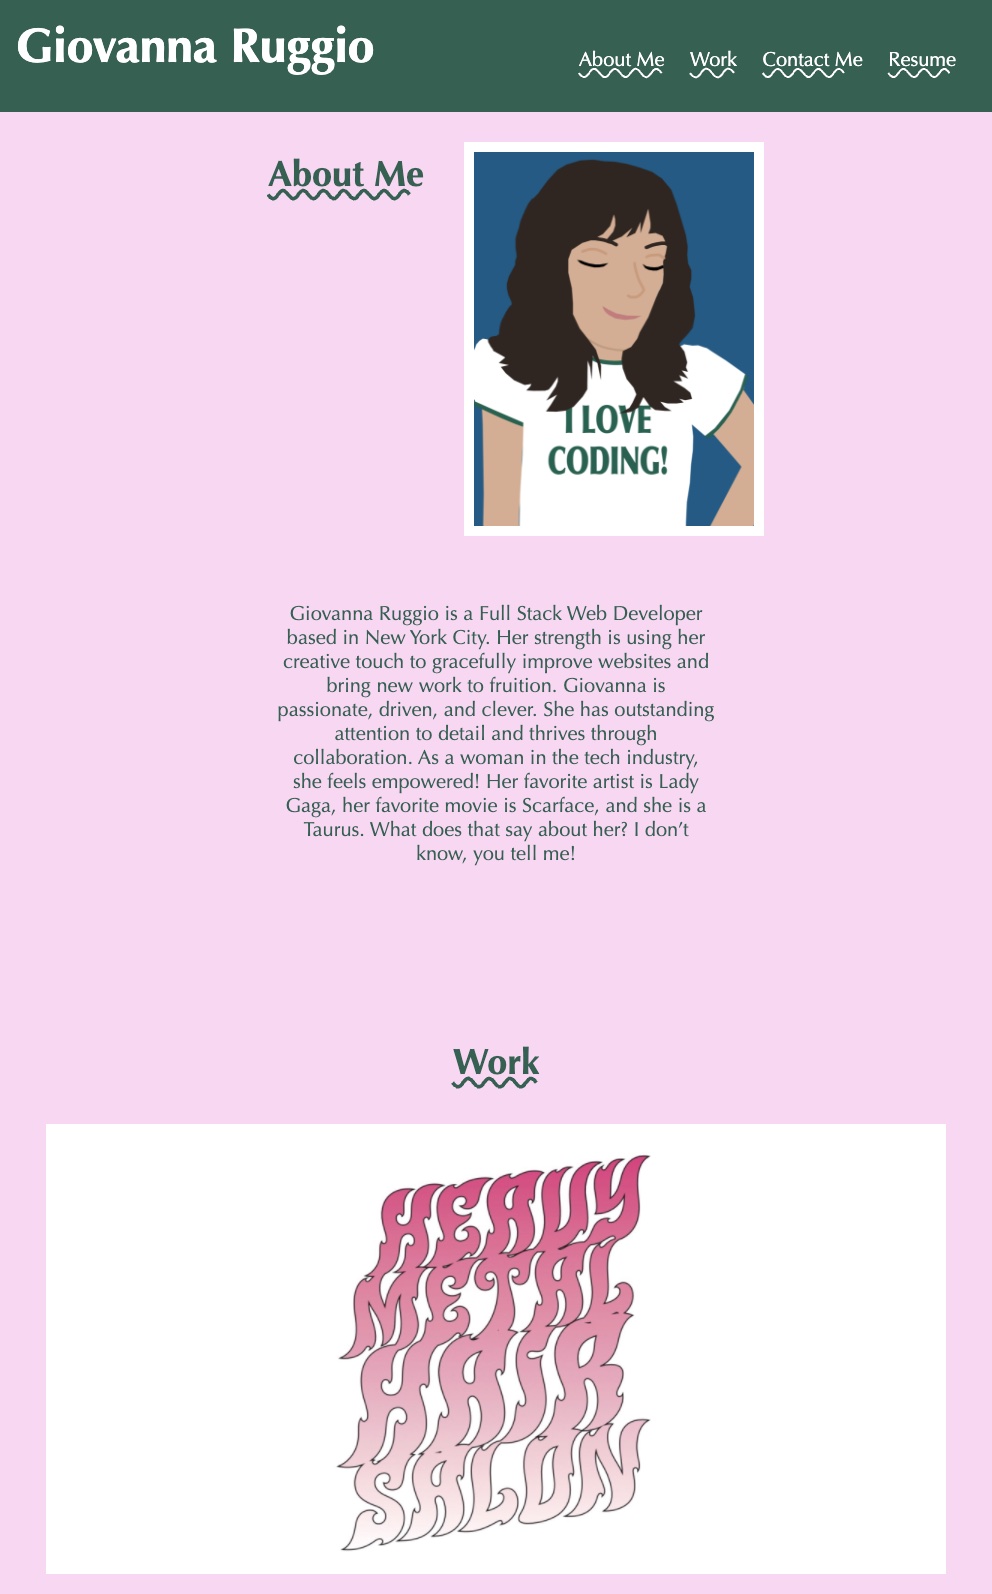 Giovanna Ruggio
About Me Work Contact Me Resume
About Me
I LOVE
CODING!
Giovanna Ruggio is a Full Stack Web Developer
based in New York City. Her strength is using her
creative touch to gracefully improve websites and
bring new work to fruition. Giovanna is
passionate, driven, and clever. She has outstanding
attention to detail and thrives through
collaboration. As a woman in the tech industry,
she feels empowered! Her favorite artist is Lady
Gaga, her favorite movie is Scarface, and she is a
Taurus. What does that say about her? I don’t
know, you tell me!
Work
HEAVY
METAL
HAIR
SALON